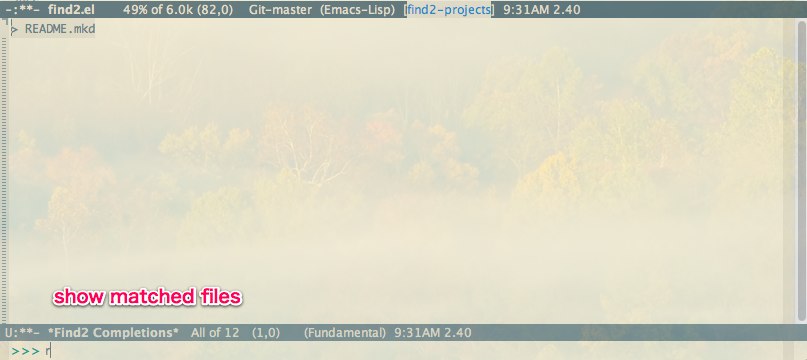 -:**- find2.el 49% of 6.0k (82,0) Git-master (Emacs-Lisp) [find2-projects] 9:31AM 2.40
> README.mkd
show matched files
U:**- *Find2 Completions* All of 12 (1,0) (Fundamental) 9:31AM 2.40
>>> r